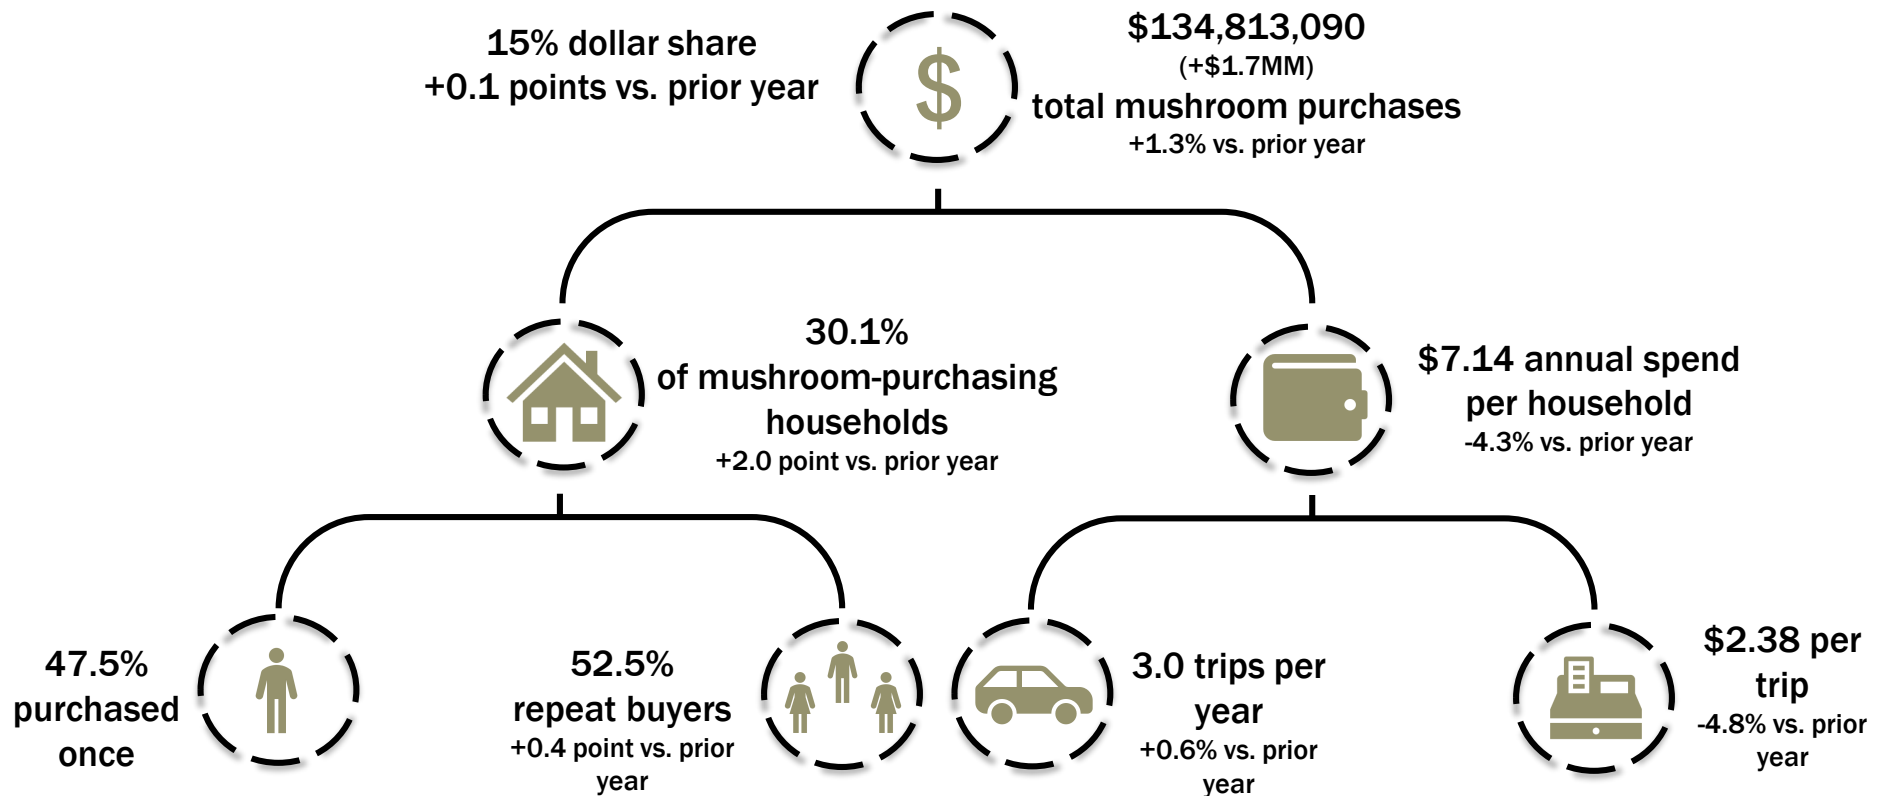 15% dollar share
+0.1 points vs. prior year
$
$134,813,090
(+$1.7MM)
total mushroom purchases
+1.3% vs. prior year
30.1%
of mushroom-purchasing
households
+2.0 point vs. prior year
$7.14 annual spend
per household
-4.3% vs. prior year
47.5%
purchased
once
52.5%
repeat buyers
+0.4 point vs. prior
year
3.0 trips per
year
+0.6% vs. prior
year
$2.38 per
trip
-4.8% vs. prior
year